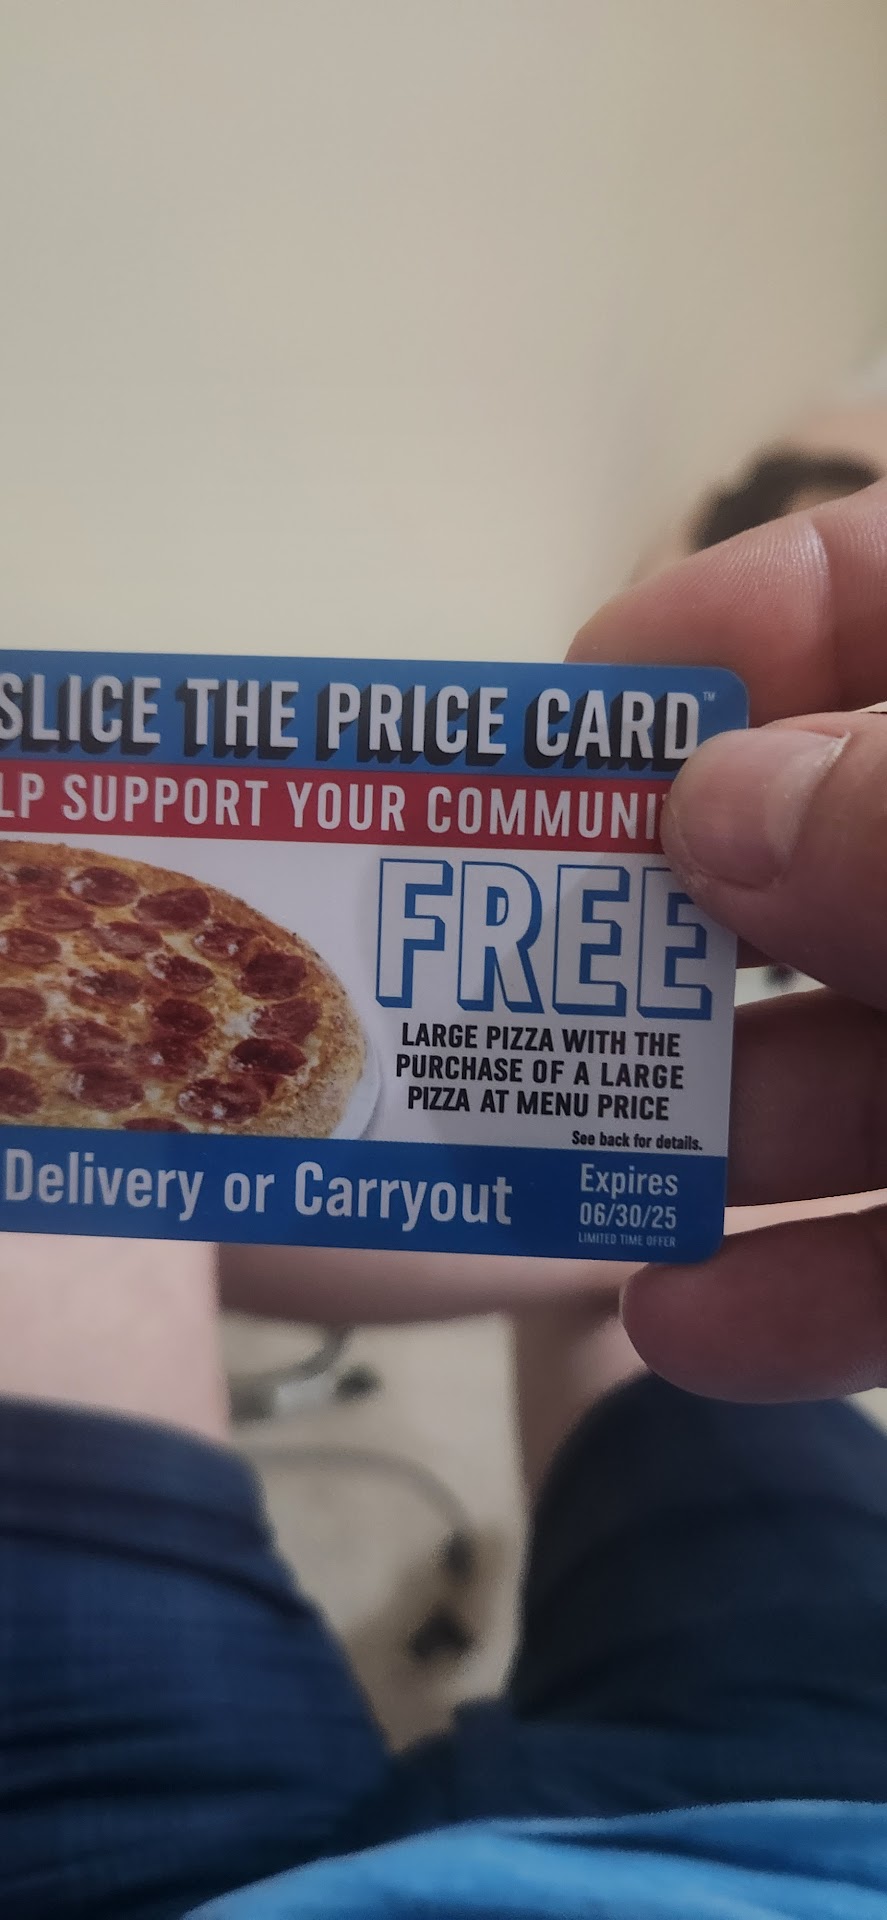 SLICE THE PRICE CARD™
LP SUPPORT YOUR COMMUNI
FREE
LARGE PIZZA WITH THE
PURCHASE OF A LARGE
PIZZA AT MENU PRICE
See back for details.
Delivery or Carryout
Expires
06/30/25
LIMITED TIME OFFER